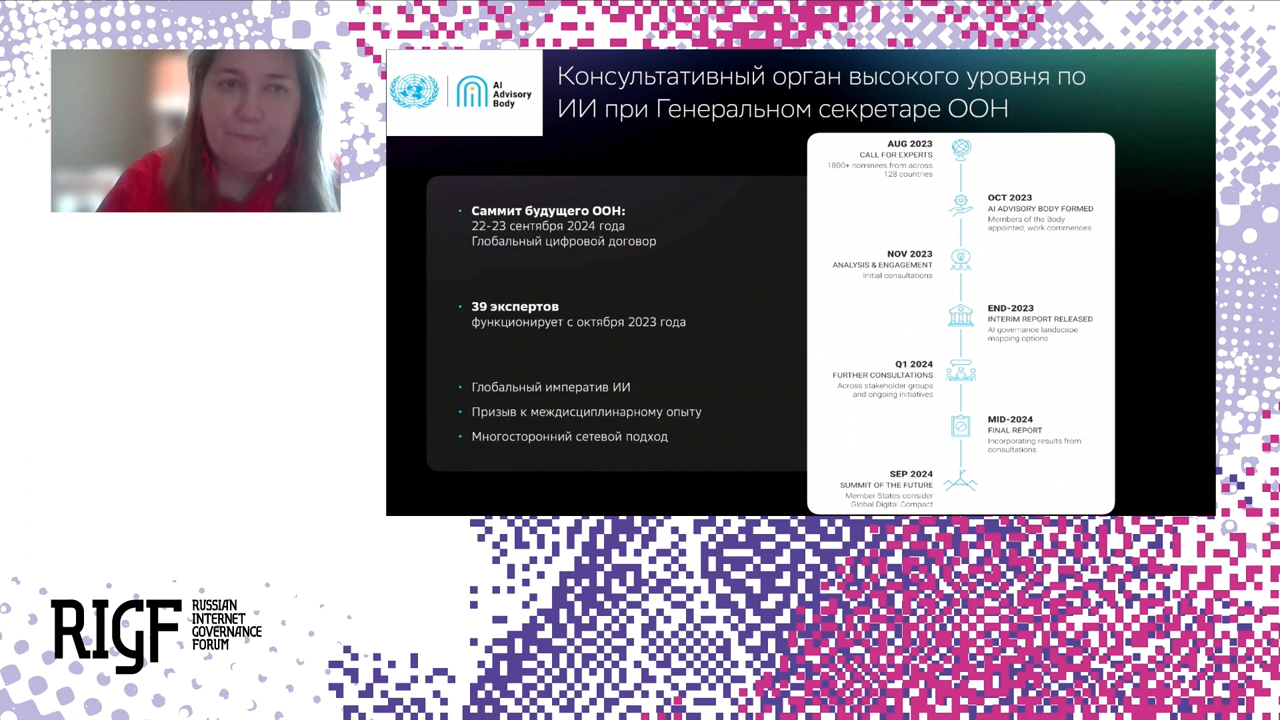 AI
Advisory
Body
Консультативный орган высокого уровня по
ИИ при Генеральном секретаре ООН
Саммит будущего ООН:
22-23 сентября 2024 года
Глобальный цифровой договор
39 экспертов
функционирует с октября 2023 года
Глобальный императив ИИ
Призыв к междисциплинарному опыту
Многосторонний сетевой подход
AUG 2023
CALL FOR EXPERTS
1800+ nominees from across
128 countries
OCT 2023
AI ADVISORY BODY FORMED
Members of the Body
appointed, work commences
NOV 2023
ANALYSIS & ENGAGEMENT
Initial consultations
END-2023
INTERIM REPORT RELEASED
AI governance landscape
mapping options
Q1 2024
FURTHER CONSULTATIONS
Across stakeholder groups
and ongoing initiatives
MID-2024
FINAL REPORT
Incorporating results from
consultations
SEP 2024
SUMMIT OF THE FUTURE
Member States consider
Global Digital Compact
RIGF
RUSSIAN
INTERNET
GOVERNANCE
FORUM